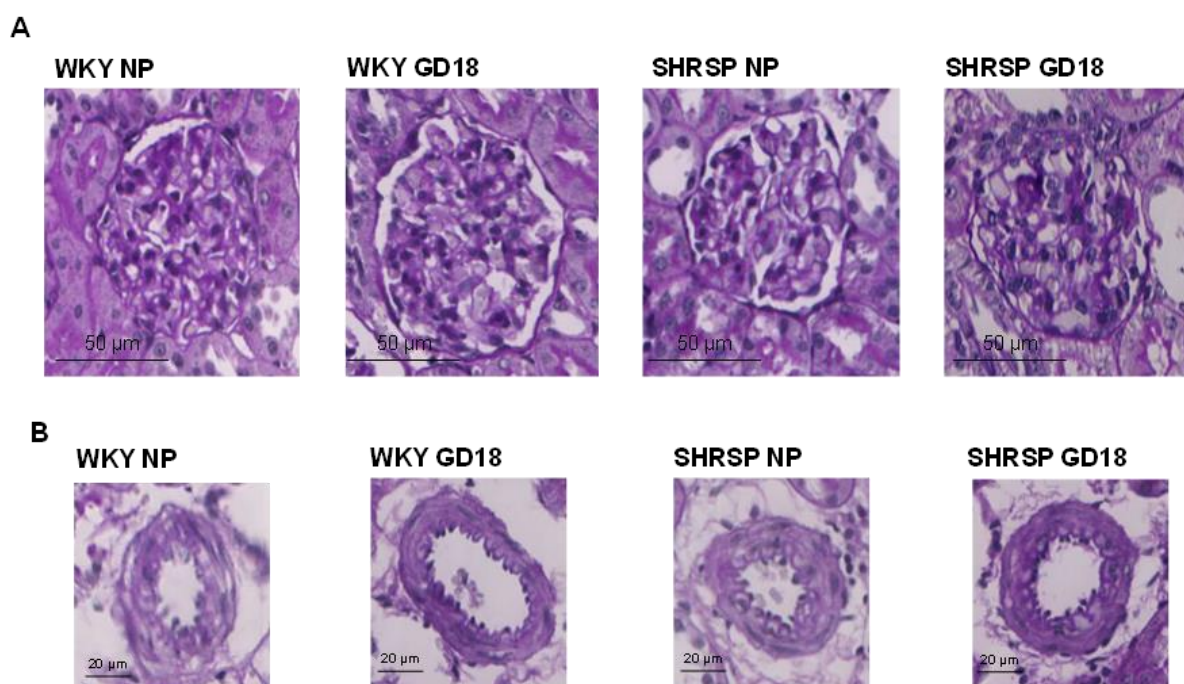 A
WKY NP WKY GD18 SHRSP NP SHRSP GD18
50 μm 50 μm 50 μm 50 μm
B
WKY NP WKY GD18 SHRSP NP SHRSP GD18
20 μm 20 μm 20 μm 20 μm